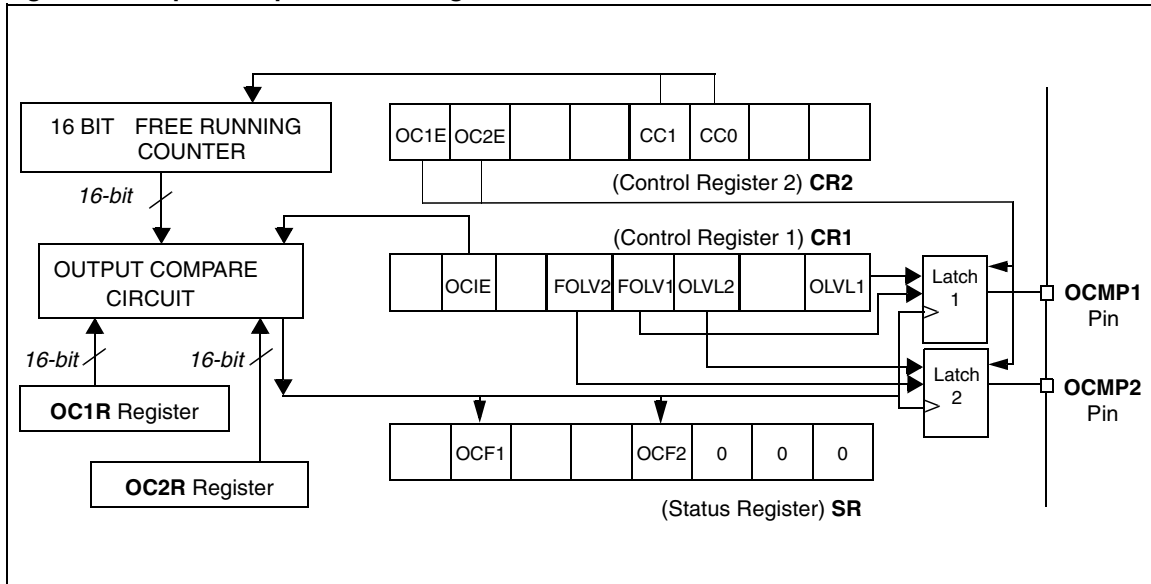 16 BIT FREE RUNNING
COUNTER
OC1E OC2E CC1 CC0
(Control Register 2) CR2
16-bit
(Control Register 1) CR1
OUTPUT COMPARE
CIRCUIT
OCIE FOLV2 FOLV1 OLVL2 OLVL1
Latch
1
OCMP1
Pin
16-bit 16-bit
Latch
2
OCMP2
Pin
OC1R Register
OCF1 OCF2 0 0 0
OC2R Register
(Status Register) SR